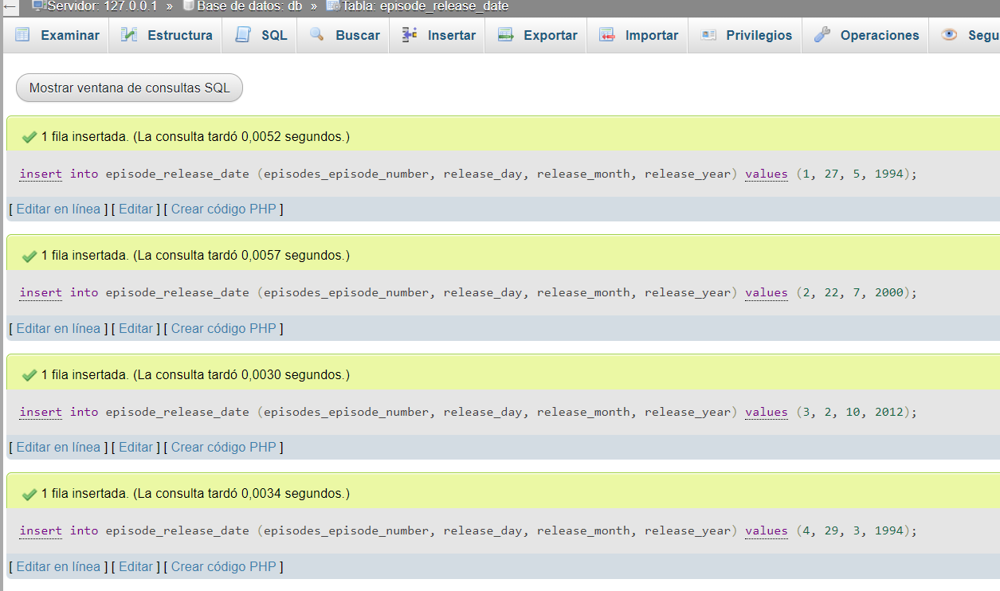 ← Servidor: 127.0.0.1 » Base de datos: db » Tabla: episode_release_date
Examinar Estructura SQL Buscar Insertar Exportar Importar Privilegios Operaciones Segu
Mostrar ventana de consultas SQL
1 fila insertada. (La consulta tardó 0,0052 segundos.)
insert into episode_release_date (episodes_episode_number, release_day, release_month, release_year) values (1, 27, 5, 1994);
[ Editar en línea ] [ Editar ] [ Crear código PHP ]
1 fila insertada. (La consulta tardó 0,0057 segundos.)
insert into episode_release_date (episodes_episode_number, release_day, release_month, release_year) values (2, 22, 7, 2000);
[ Editar en línea ] [ Editar ] [ Crear código PHP ]
1 fila insertada. (La consulta tardó 0,0030 segundos.)
insert into episode_release_date (episodes_episode_number, release_day, release_month, release_year) values (3, 2, 10, 2012);
[ Editar en línea ] [ Editar ] [ Crear código PHP ]
1 fila insertada. (La consulta tardó 0,0034 segundos.)
insert into episode_release_date (episodes_episode_number, release_day, release_month, release_year) values (4, 29, 3, 1994);
[ Editar en línea ] [ Editar ] [ Crear código PHP ]